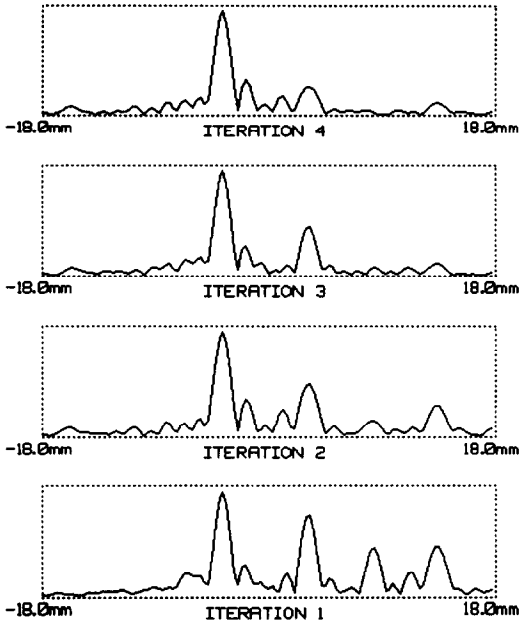 -18.0mm ITERATION 4 18.0mm
-18.0mm ITERATION 3 18.0mm
-18.0mm ITERATION 2 18.0mm
-18.0mm ITERATION 1 18.0mm